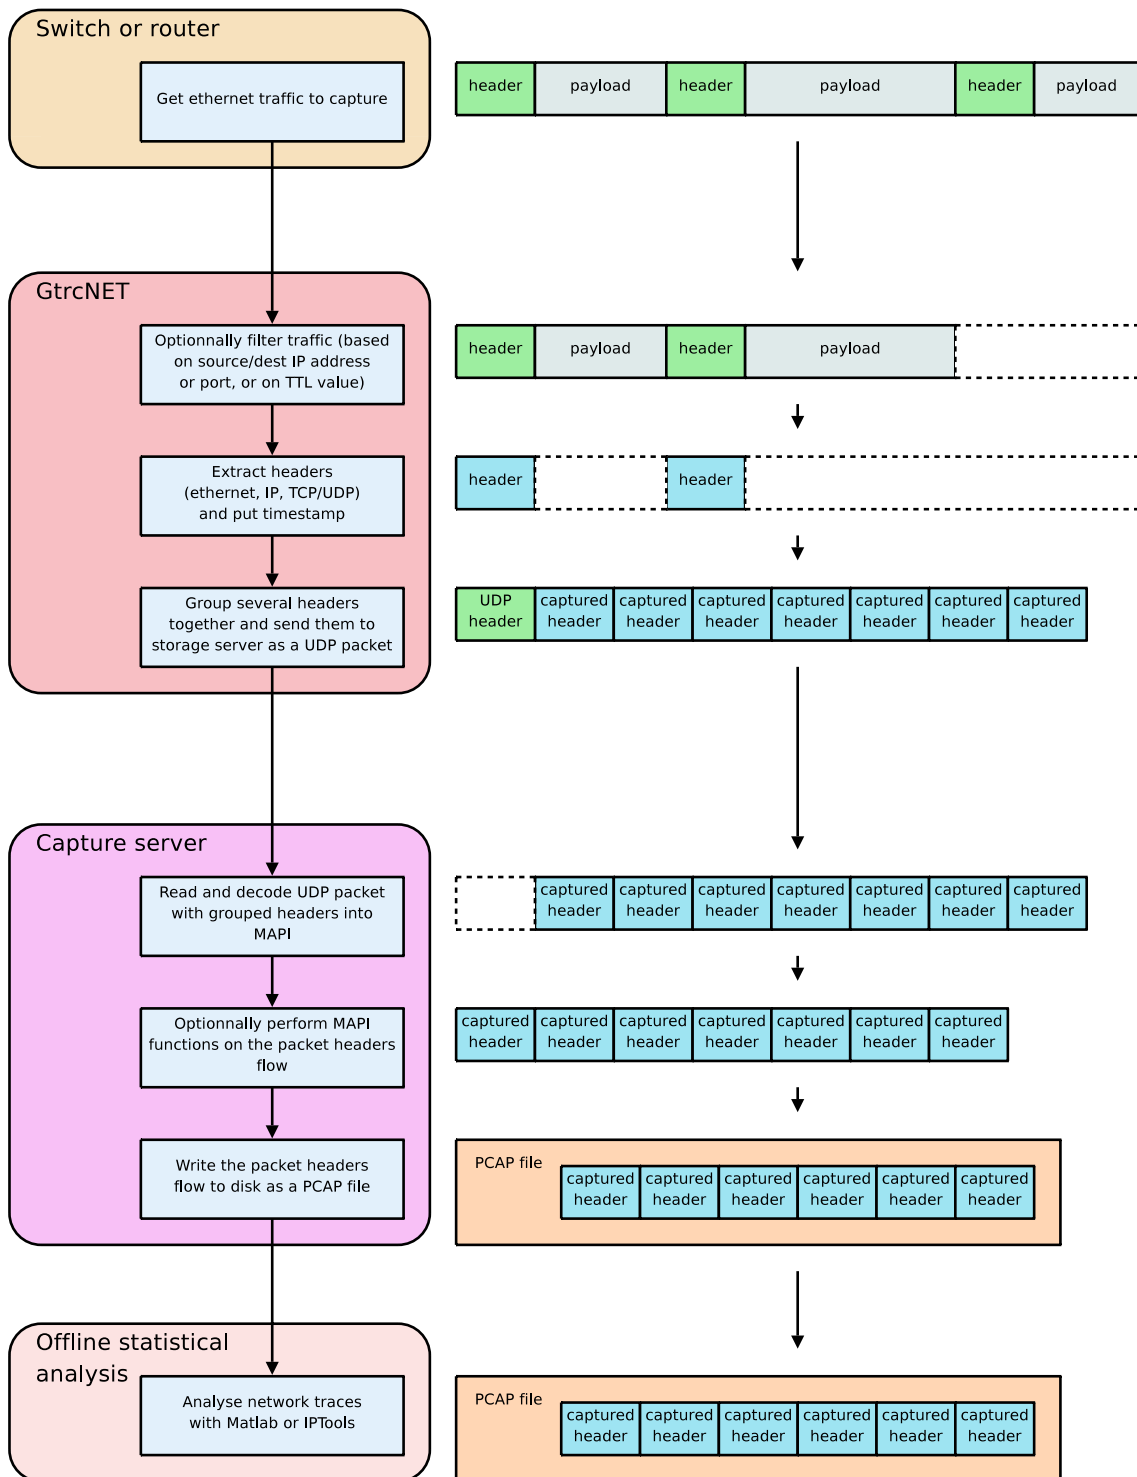 Switch or router
Get ethernet traffic to capture
header payload header payload header payload
GtrcNET
Optionnally filter traffic (based
on source/dest IP address
or port, or on TTL value)
header payload header payload
Extract headers
(ethernet, IP, TCP/UDP)
and put timestamp
header header
Group several headers
together and send them to
storage server as a UDP packet
UDP captured captured captured captured captured captured captured
header header header header header header header header
Capture server
Read and decode UDP packet
with grouped headers into
MAPI
captured captured captured captured captured captured captured
header header header header header header header
Optionnally perform MAPI
functions on the packet headers
flow
captured captured captured captured captured captured captured
header header header header header header header
Write the packet headers
flow to disk as a PCAP file
PCAP file
captured captured captured captured captured captured
header header header header header header
Offline statistical
analysis
Analyse network traces
with Matlab or IPTools
PCAP file
captured captured captured captured captured captured
header header header header header header